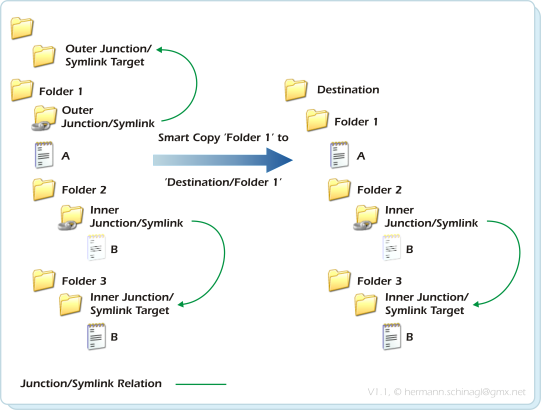 Outer Junction/
Symlink Target
Folder 1
Outer
Junction/Symlink
A
Folder 2
Inner
Junction/Symlink
B
Folder 3
Inner Junction/
Symlink Target
B
Smart Copy ‘Folder 1’ to
‘Destination/Folder 1’
Destination
Folder 1
A
Folder 2
Inner
Junction/Symlink
B
Folder 3
Inner Junction/
Symlink Target
B
Junction/Symlink Relation
V1.1, © hermann.schinagl@gmx.net